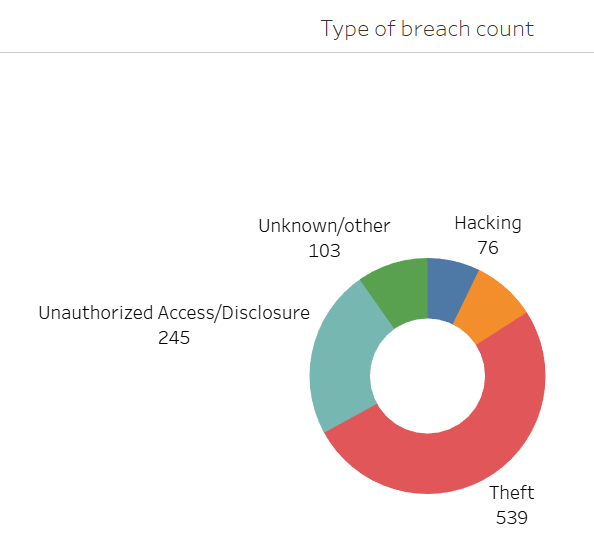 Type of breach count
Unknown/other
103
Hacking
76
Unauthorized Access/Disclosure
245
Theft
539